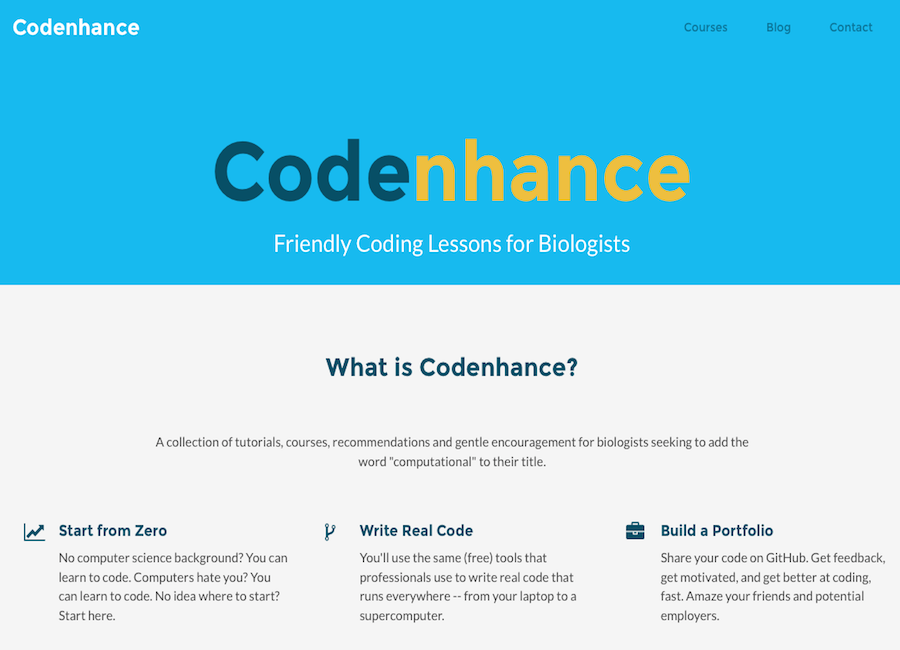 Codenhance
Courses Blog Contact
Codenhance
Friendly Coding Lessons for Biologists
What is Codenhance?
A collection of tutorials, courses, recommendations and gentle encouragement for biologists seeking to add the
word "computational" to their title.
Start from Zero
No computer science background? You can
learn to code. Computers hate you? You
can learn to code. No idea where to start?
Start here.
Write Real Code
You'll use the same (free) tools that
professionals use to write real code that
runs everywhere -- from your laptop to a
supercomputer.
Build a Portfolio
Share your code on GitHub. Get feedback,
get motivated, and get better at coding,
fast. Amaze your friends and potential
employers.